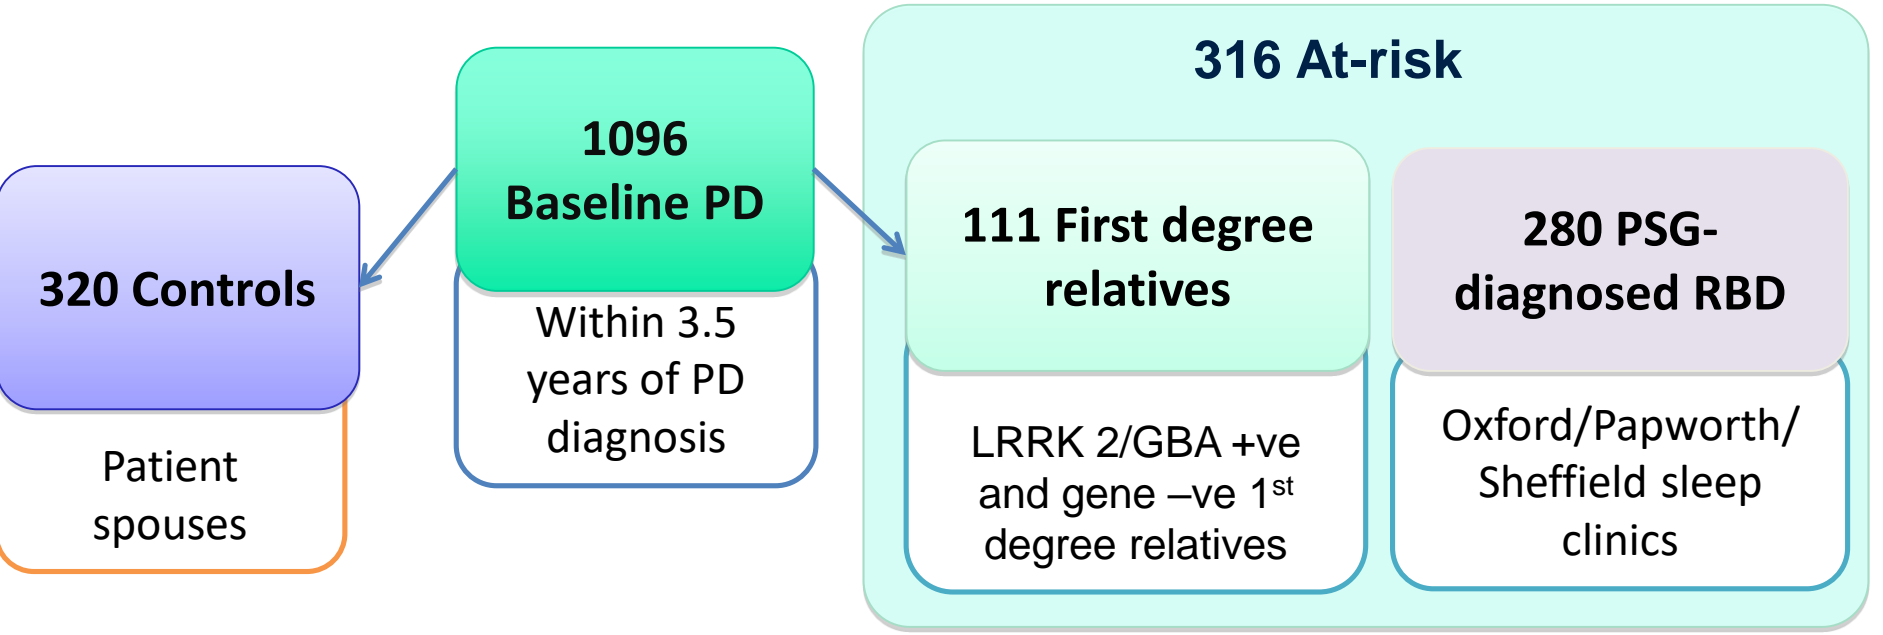 316 At-risk
1096
Baseline PD
Within 3.5
years of PD
diagnosis
320 Controls
Patient
spouses
111 First degree
relatives
LRRK 2/GBA +ve
and gene –ve 1st
degree relatives
280 PSG-
diagnosed RBD
Oxford/Papworth/
Sheffield sleep
clinics